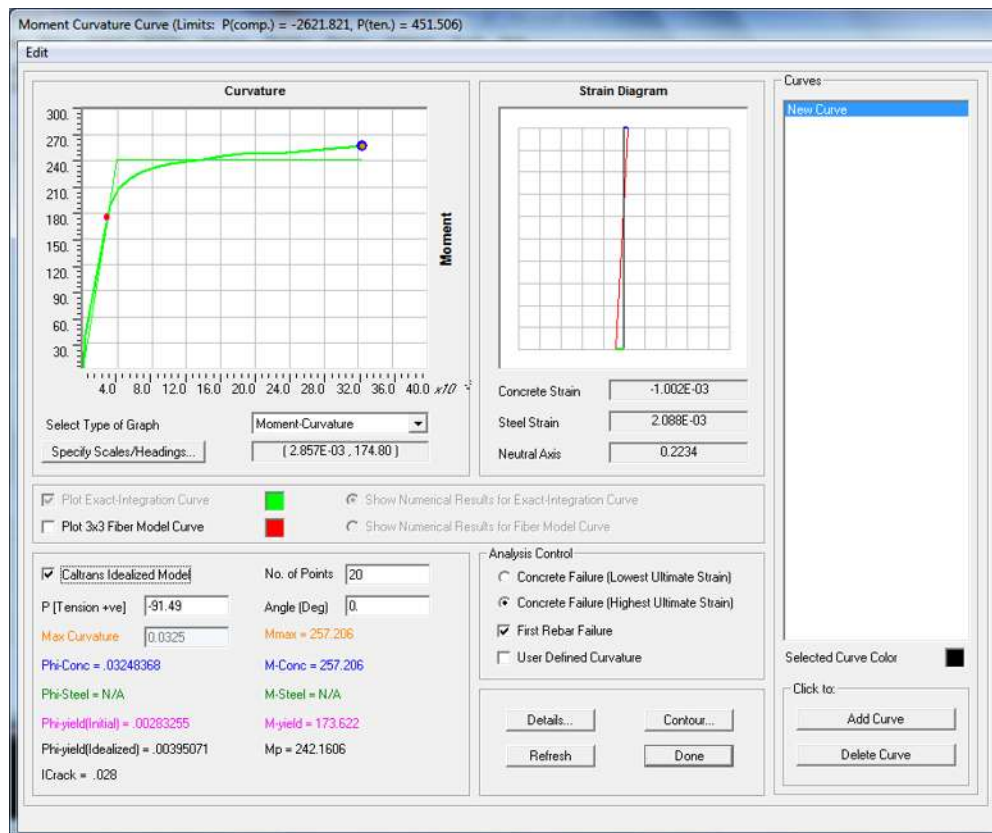 Moment Curvature Curve (Limits: P(comp.) = -2621.821, P(ten.) = 451.506)
Edit
Curvature
300.
270.
240.
210.
180.
150.
120.
90.
60.
30.
Moment
4.0 8.0 12.0 16.0 20.0 24.0 28.0 32.0 36.0 40.0 x10
Select Type of Graph
Moment-Curvature
Specify Scales/Headings...
( 2.857E-03 , 174.80 )
Strain Diagram
Concrete Strain
-1.002E-03
Steel Strain
2.088E-03
Neutral Axis
0.2234
Curves
New Curve
Plot Exact-Integration Curve
Show Numerical Results for Exact-Integration Curve
Plot 3x3 Fiber Model Curve
Show Numerical Results for Fiber Model Curve
Caltrans Idealized Model
No. of Points
20
P [Tension +ve]
-91.49
Angle (Deg)
0.
Max Curvature
0.0325
Mmax = 257.206
Phi-Conc = .03248368
M-Conc = 257.206
Phi-Steel = N/A
M-Steel = N/A
Phi-yield(Initial) = .00283255
M-yield = 173.622
Phi-yield(Idealized) = .00395071
Mp = 242.1606
ICrack = .028
Analysis Control
Concrete Failure (Lowest Ultimate Strain)
Concrete Failure (Highest Ultimate Strain)
First Rebar Failure
User Defined Curvature
Details...
Contour...
Refresh
Done
Selected Curve Color
Click to:
Add Curve
Delete Curve